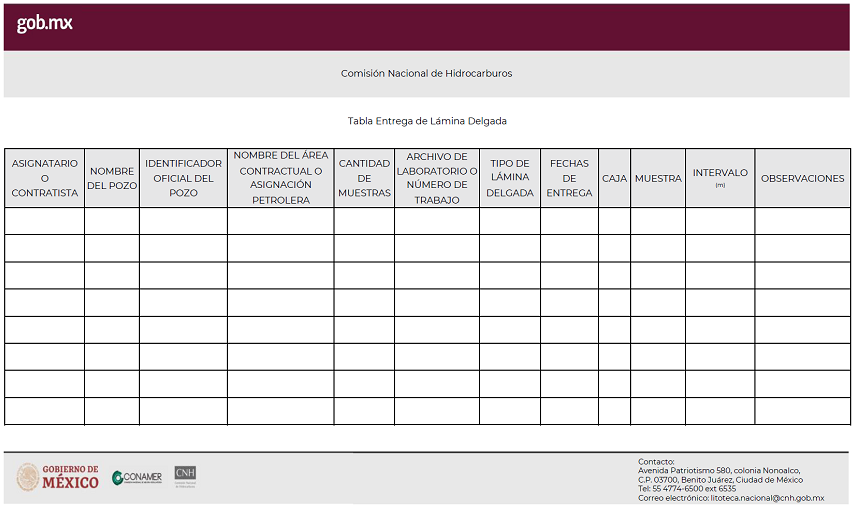 gob.mx
Comisión Nacional de Hidrocarburos
Tabla Entrega de Lámina Delgada
ASIGNATARIO
O
CONTRATISTA
NOMBRE
DEL POZO
IDENTIFICADOR
OFICIAL DEL
POZO
NOMBRE DEL ÁREA
CONTRACTUAL O
ASIGNACIÓN
PETROLERA
CANTIDAD
DE
MUESTRAS
ARCHIVO DE
LABORATORIO O
NÚMERO DE
TRABAJO
TIPO DE
LÁMINA
DELGADA
FECHAS
DE
ENTREGA
CAJA
MUESTRA
INTERVALO
(m)
OBSERVACIONES
GOBIERNO DE
MÉXICO
CONAMER
CNH
Contacto:
Avenida Patriotismo 580, colonia Nonoalco,
C.P. 03700, Benito Juárez, Ciudad de México
Tel: 55 4774-6500 ext 6535
Correo electrónico: litoteca.nacional@cnh.gob.mx